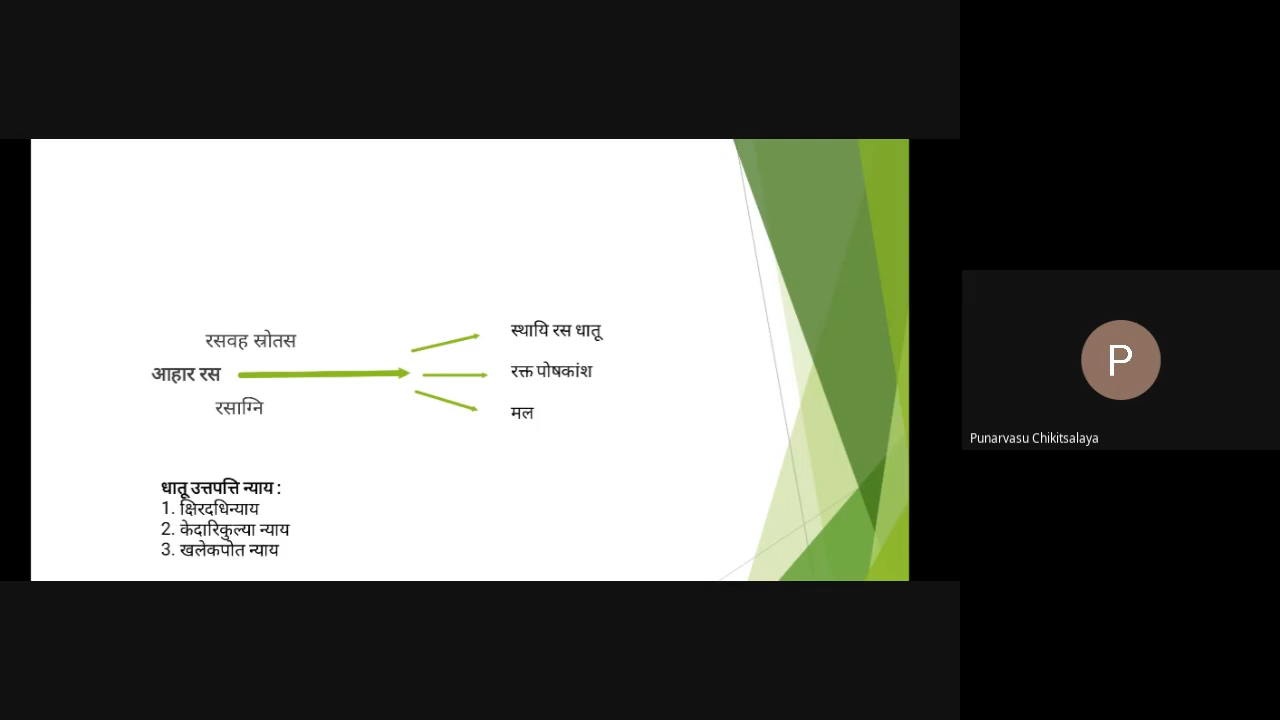 रसवह स्रोतस
आहार रस
रसाग्नि
स्थायि रस धातू
रक्त पोषकांश
मल
धातू उत्तपत्ति न्याय :
1. क्षिरदधिन्याय
2. केदारिकुल्या न्याय
3. खलेकपोत न्याय
P
Punarvasu Chikitsalaya